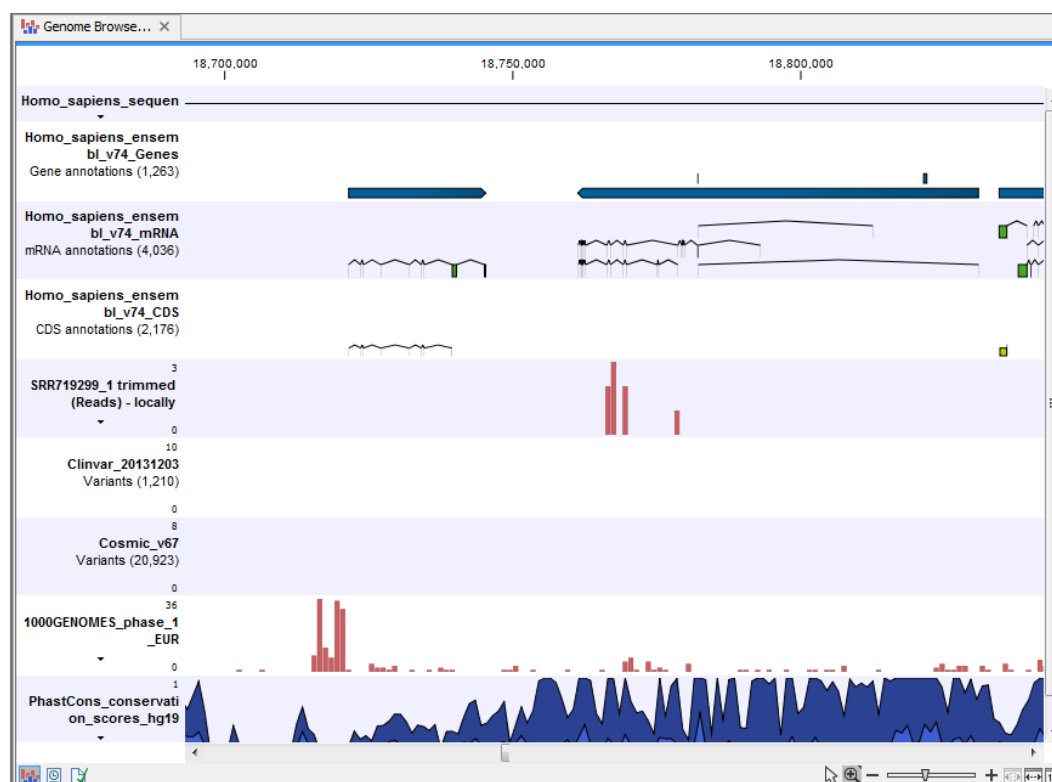 Genome Browse...
18,700,000 18,750,000 18,800,000
Homo_sapiens_sequen
Homo_sapiens_ensem
bl_v74_Genes
Gene annotations (1,263)
Homo_sapiens_ensem
bl_v74_mRNA
mRNA annotations (4,036)
Homo_sapiens_ensem
bl_v74_CDS
CDS annotations (2,176)
3
SRR719299_1 trimmed
(Reads) - locally
0
10
Clinvar_20131203
Variants (1,210)
0
8
Cosmic_v67
Variants (20,923)
0
36
1000GENOMES_phase_1
_EUR
0
1
PhastCons_conservati
on_scores_hg19